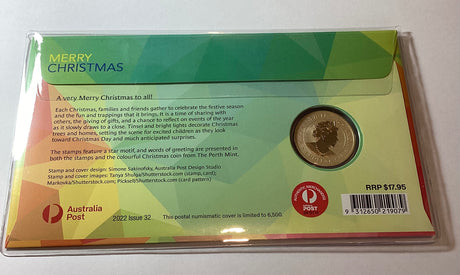 MERRY
CHRISTMAS
A very Merry Christmas to all!
Each Christmas, families and friends gather to celebrate the festive season
and the fun and trappings that it brings. It is a time of sharing with
others, the giving of gifts, and a chance to reflect on events of the year
as it slowly draws to a close. Tinsel and bright lights decorate Christmas
trees and homes, setting the scene for excited children as they look
toward Christmas Day and much anticipated surprises.
The stamps feature a star motif, and words of greeting are presented in
both the stamps and the colourful Christmas coin from The Perth Mint.
Stamp and cover design: Simone Sakinofsky, Australia Post Design Studio
Stamp and cover images: Tanya Shulga/Shutterstock.com (stamp, card);
Markovka/Shutterstock.com; Picksell/Shutterstock.com (card pattern)
Australia
Post
2022 Issue 32
This postal numismatic cover is limited to 6,500.
POST
RRP $17.95
9 312650 219079